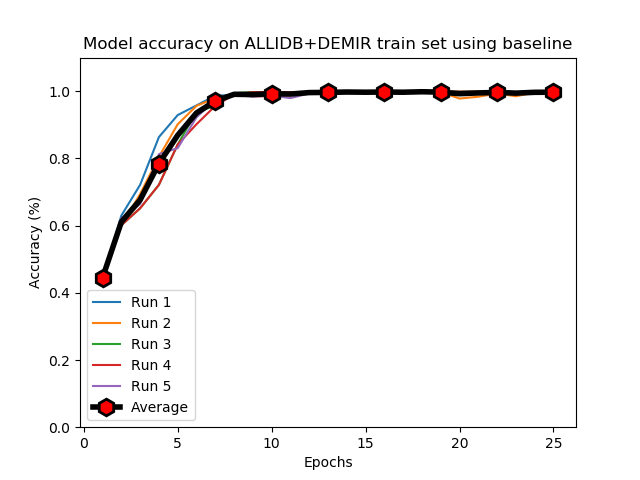 Model accuracy on ALLIDB+DEMIR train set using baseline
Accuracy (%)
1.0
0.8
0.6
0.4
0.2
0.0
Run 1
Run 2
Run 3
Run 4
Run 5
Average
0 5 10 15 20 25
Epochs